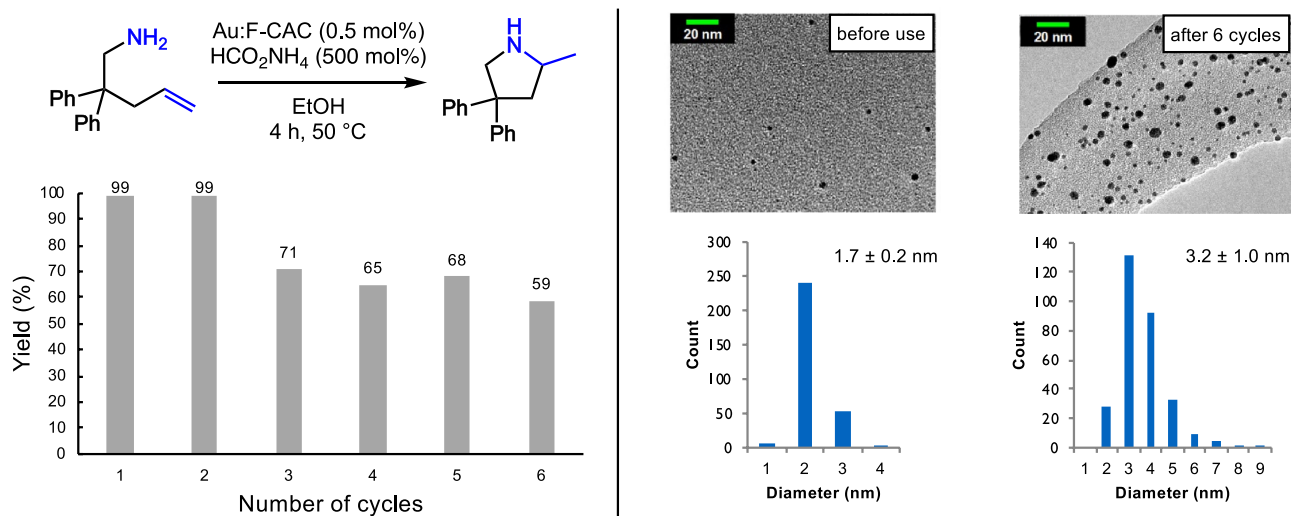 NH2
Ph
Ph
Au:F-CAC (0.5 mol%)
HCO2NH4 (500 mol%)
EtOH
4 h, 50 °C
H
N
Ph
Ph
Yield (%)
100
90
80
70
60
50
40
30
20
10
0
99
99
71
65
68
59
1
2
3
4
5
6
Number of cycles
20 nm
before use
20 nm
after 6 cycles
1.7 ± 0.2 nm
Count
300
250
200
150
100
50
0
1 2 3 4
Diameter (nm)
3.2 ± 1.0 nm
Count
140
120
100
80
60
40
20
0
1 2 3 4 5 6 7 8 9
Diameter (nm)